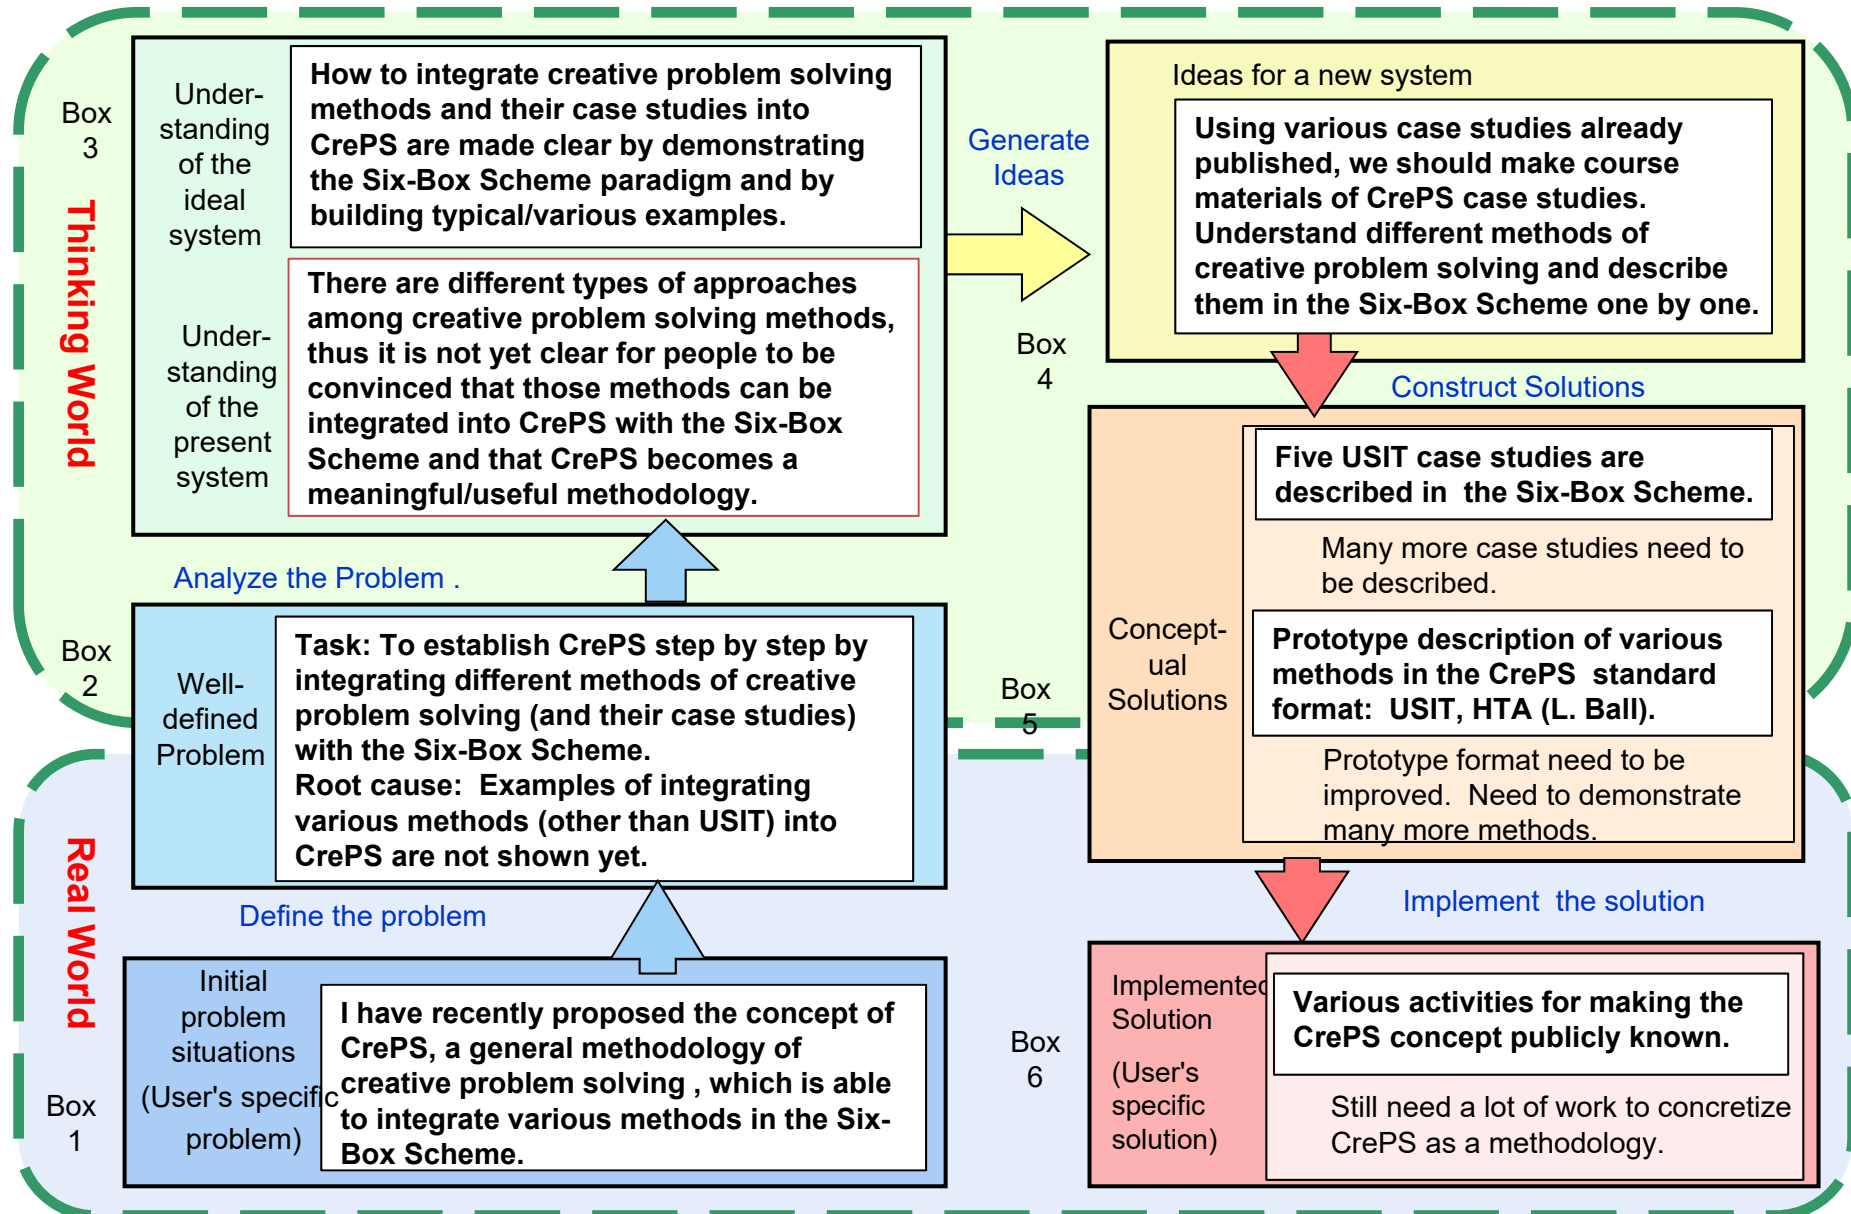 Box
3
Thinking World
Under-
standing
of the
ideal
system
How to integrate creative problem solving
methods and their case studies into
CrePS are made clear by demonstrating
the Six-Box Scheme paradigm and by
building typical/various examples.
Under-
standing
of the
present
system
There are different types of approaches
among creative problem solving methods,
thus it is not yet clear for people to be
convinced that those methods can be
integrated into CrePS with the Six-Box
Scheme and that CrePS becomes a
meaningful/useful methodology.
Generate
Ideas
Ideas for a new system
Using various case studies already
published, we should make course
materials of CrePS case studies.
Understand different methods of
creative problem solving and describe
them in the Six-Box Scheme one by one.
Box
4
Construct Solutions
Analyze the Problem .
Box
2
Well-
defined
Problem
Task: To establish CrePS step by step by
integrating different methods of creative
problem solving (and their case studies)
with the Six-Box Scheme.
Root cause: Examples of integrating
various methods (other than USIT) into
CrePS are not shown yet.
Box
5
Concept-
ual
Solutions
Five USIT case studies are
described in the Six-Box Scheme.
Many more case studies need to
be described.
Prototype description of various
methods in the CrePS standard
format: USIT, HTA (L. Ball).
Prototype format need to be
improved. Need to demonstrate
many more methods.
Real World
Define the problem
Implement the solution
Box
1
Initial
problem
situations
(User's specific
problem)
I have recently proposed the concept of
CrePS, a general methodology of
creative problem solving , which is able
to integrate various methods in the Six-
Box Scheme.
Box
6
Implemented
Solution
(User's
specific
solution)
Various activities for making the
CrePS concept publicly known.
Still need a lot of work to concretize
CrePS as a methodology.